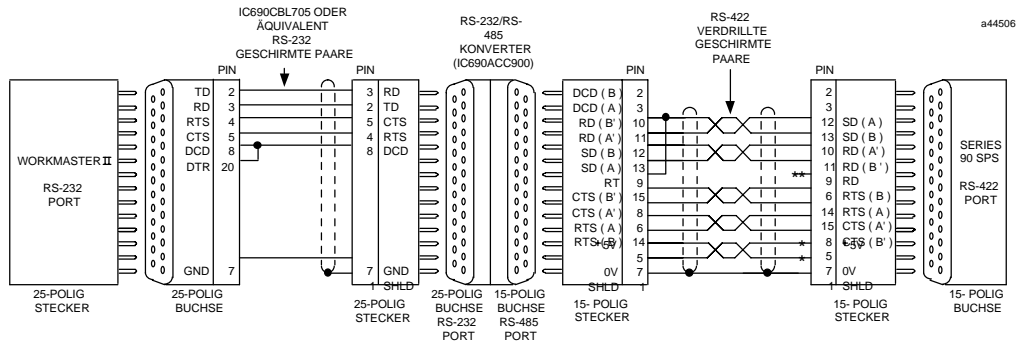 IC690CBL705 ODER
ÄQUIVALENT
RS-232
GESCHIRMTE PAARE
RS-232/RS-
485
KONVERTER
(IC690ACC900)
RS-422
VERDRILLTE
GESCHIRMTE
PAARE
a44506
WORKMASTER II
RS-232
PORT
25-POLIG
STECKER
PIN
TD 2
RD 3
RTS 4
CTS 5
DCD 8
DTR 20
GND 7
25-POLIG
BUCHSE
PIN
3 RD
2 TD
5 CTS
4 RTS
8 DCD
7 GND
1 SHLD
25-POLIG
STECKER
25-POLIG
BUCHSE
RS-232
PORT
15-POLIG
BUCHSE
RS-485
PORT
PIN
DCD ( B ) 2
DCD ( A ) 3
RD ( B' ) 10
RD ( A' ) 11
SD ( B ) 12
SD ( A ) 13
RT 9
CTS ( B' ) 15
CTS ( A' ) 8
RTS ( A ) 6
RTS ( B ) 14
+ 5V 5
0V 7
SHLD 1
15- POLIG
STECKER
PIN
2
3
12 SD ( A )
13 SD ( B )
10 RD ( A' )
** 11 RD ( B' )
9 RD
6 RTS ( B )
14 RTS ( A )
15 CTS ( A' )
* 8 CTS ( B' )
* 5 + 5V
7 0V
1 SHLD
15- POLIG
STECKER
SERIES
90 SPS
RS-422
PORT
15- POLIG
BUCHSE